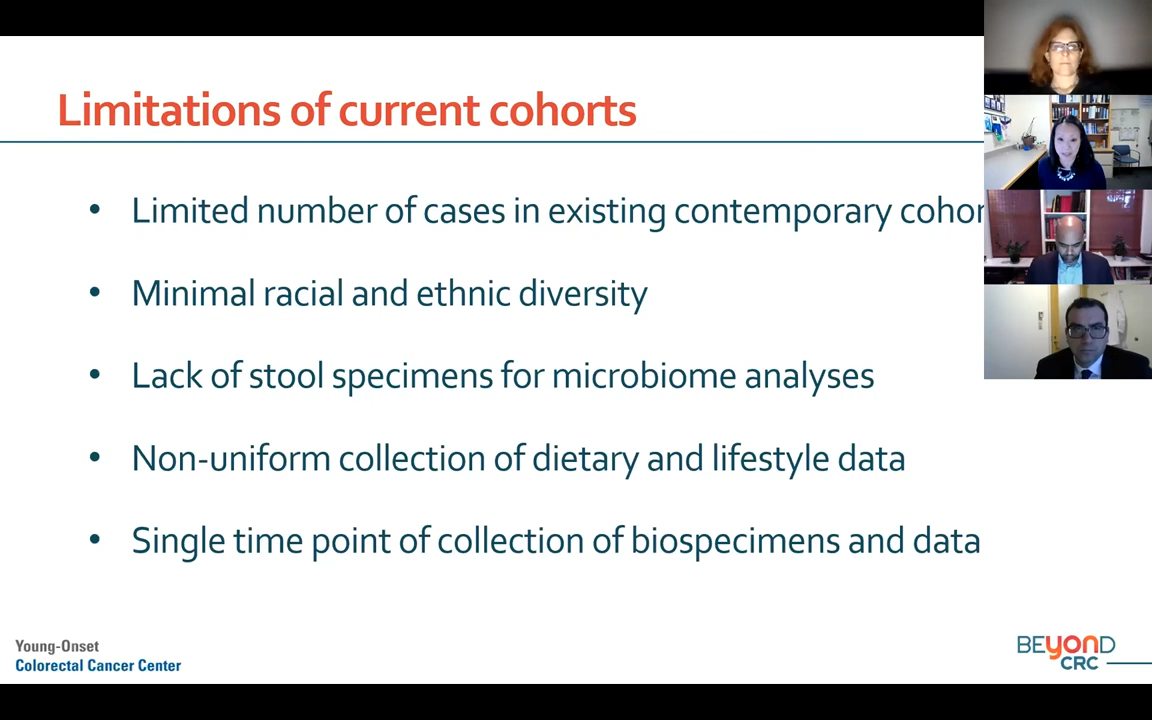 Limitations of current cohorts
• Limited number of cases in existing contemporary
• Minimal racial and ethnic diversity
• Lack of stool specimens for microbiome analyses
• Non-uniform collection of dietary and lifestyle data
• Single time point of collection of biospecimens and data
Young-Onset
Colorectal Cancer Center
BEyOND
CRC